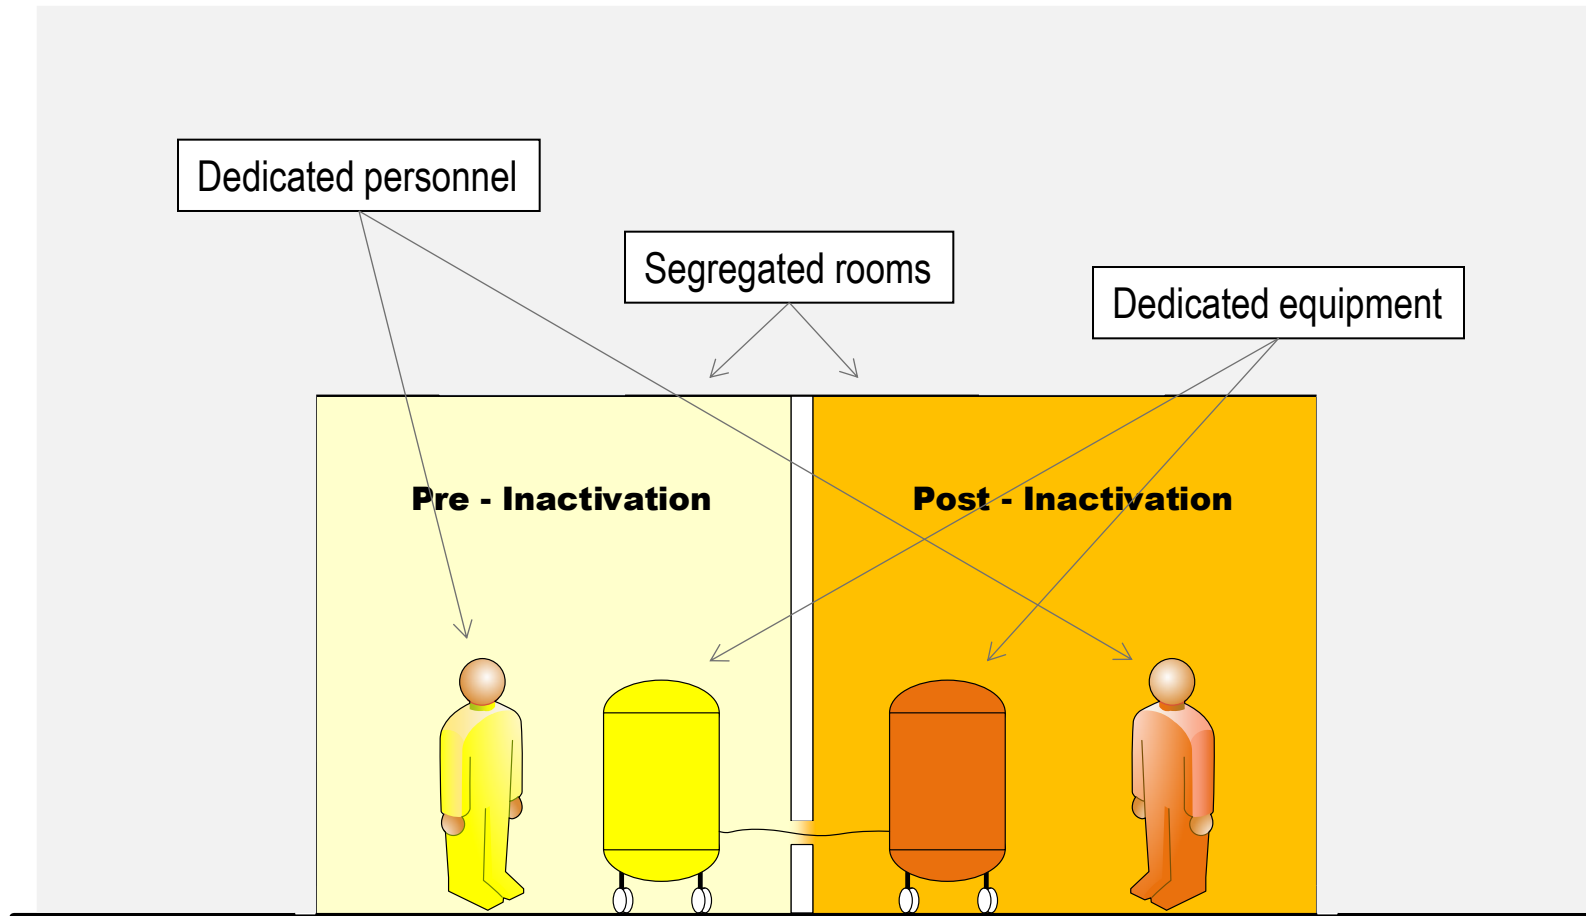 Dedicated personnel
Segregated rooms
Dedicated equipment
Pre - Inactivation
Post - Inactivation